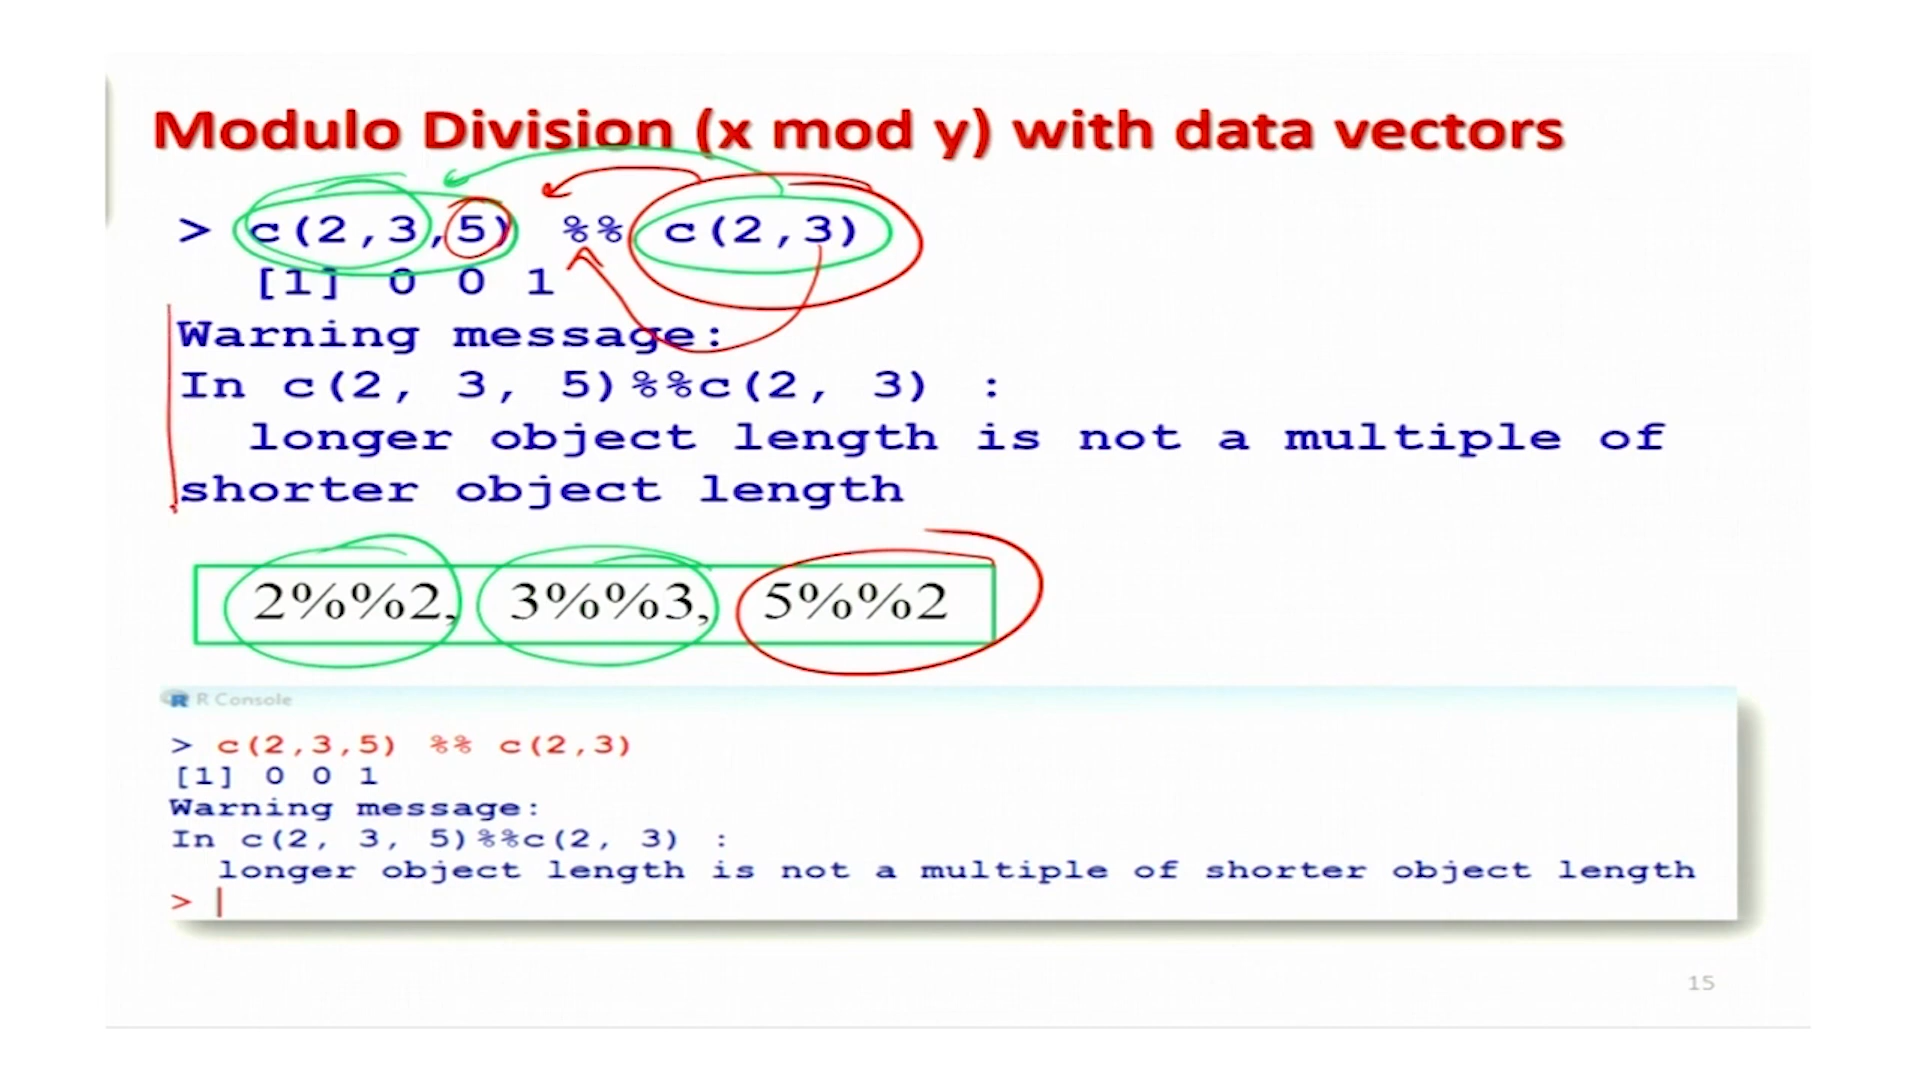 Modulo Division (x mod y) with data vectors
> c(2,3,5) %% c(2,3)
[1] 0 0 1
Warning message:
In c(2, 3, 5)%%c(2, 3) :
longer object length is not a multiple of
shorter object length
2%%2, 3%%3, 5%%2
R Console
> c(2,3,5) %% c(2,3)
[1] 0 0 1
Warning message:
In c(2, 3, 5)%%c(2, 3) :
longer object length is not a multiple of shorter object length
>
15